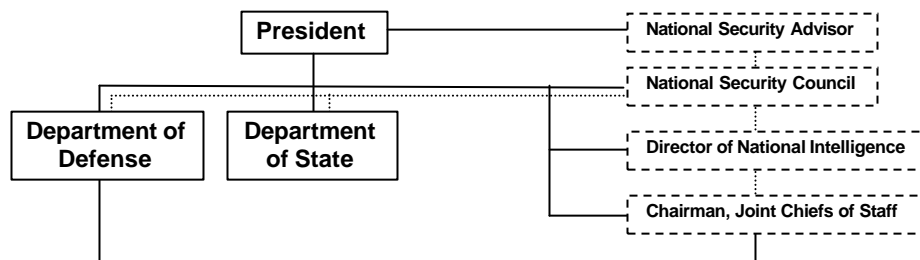 President
National Security Advisor
National Security Council
Department of
Defense
Department
of State
Director of National Intelligence
Chairman, Joint Chiefs of Staff